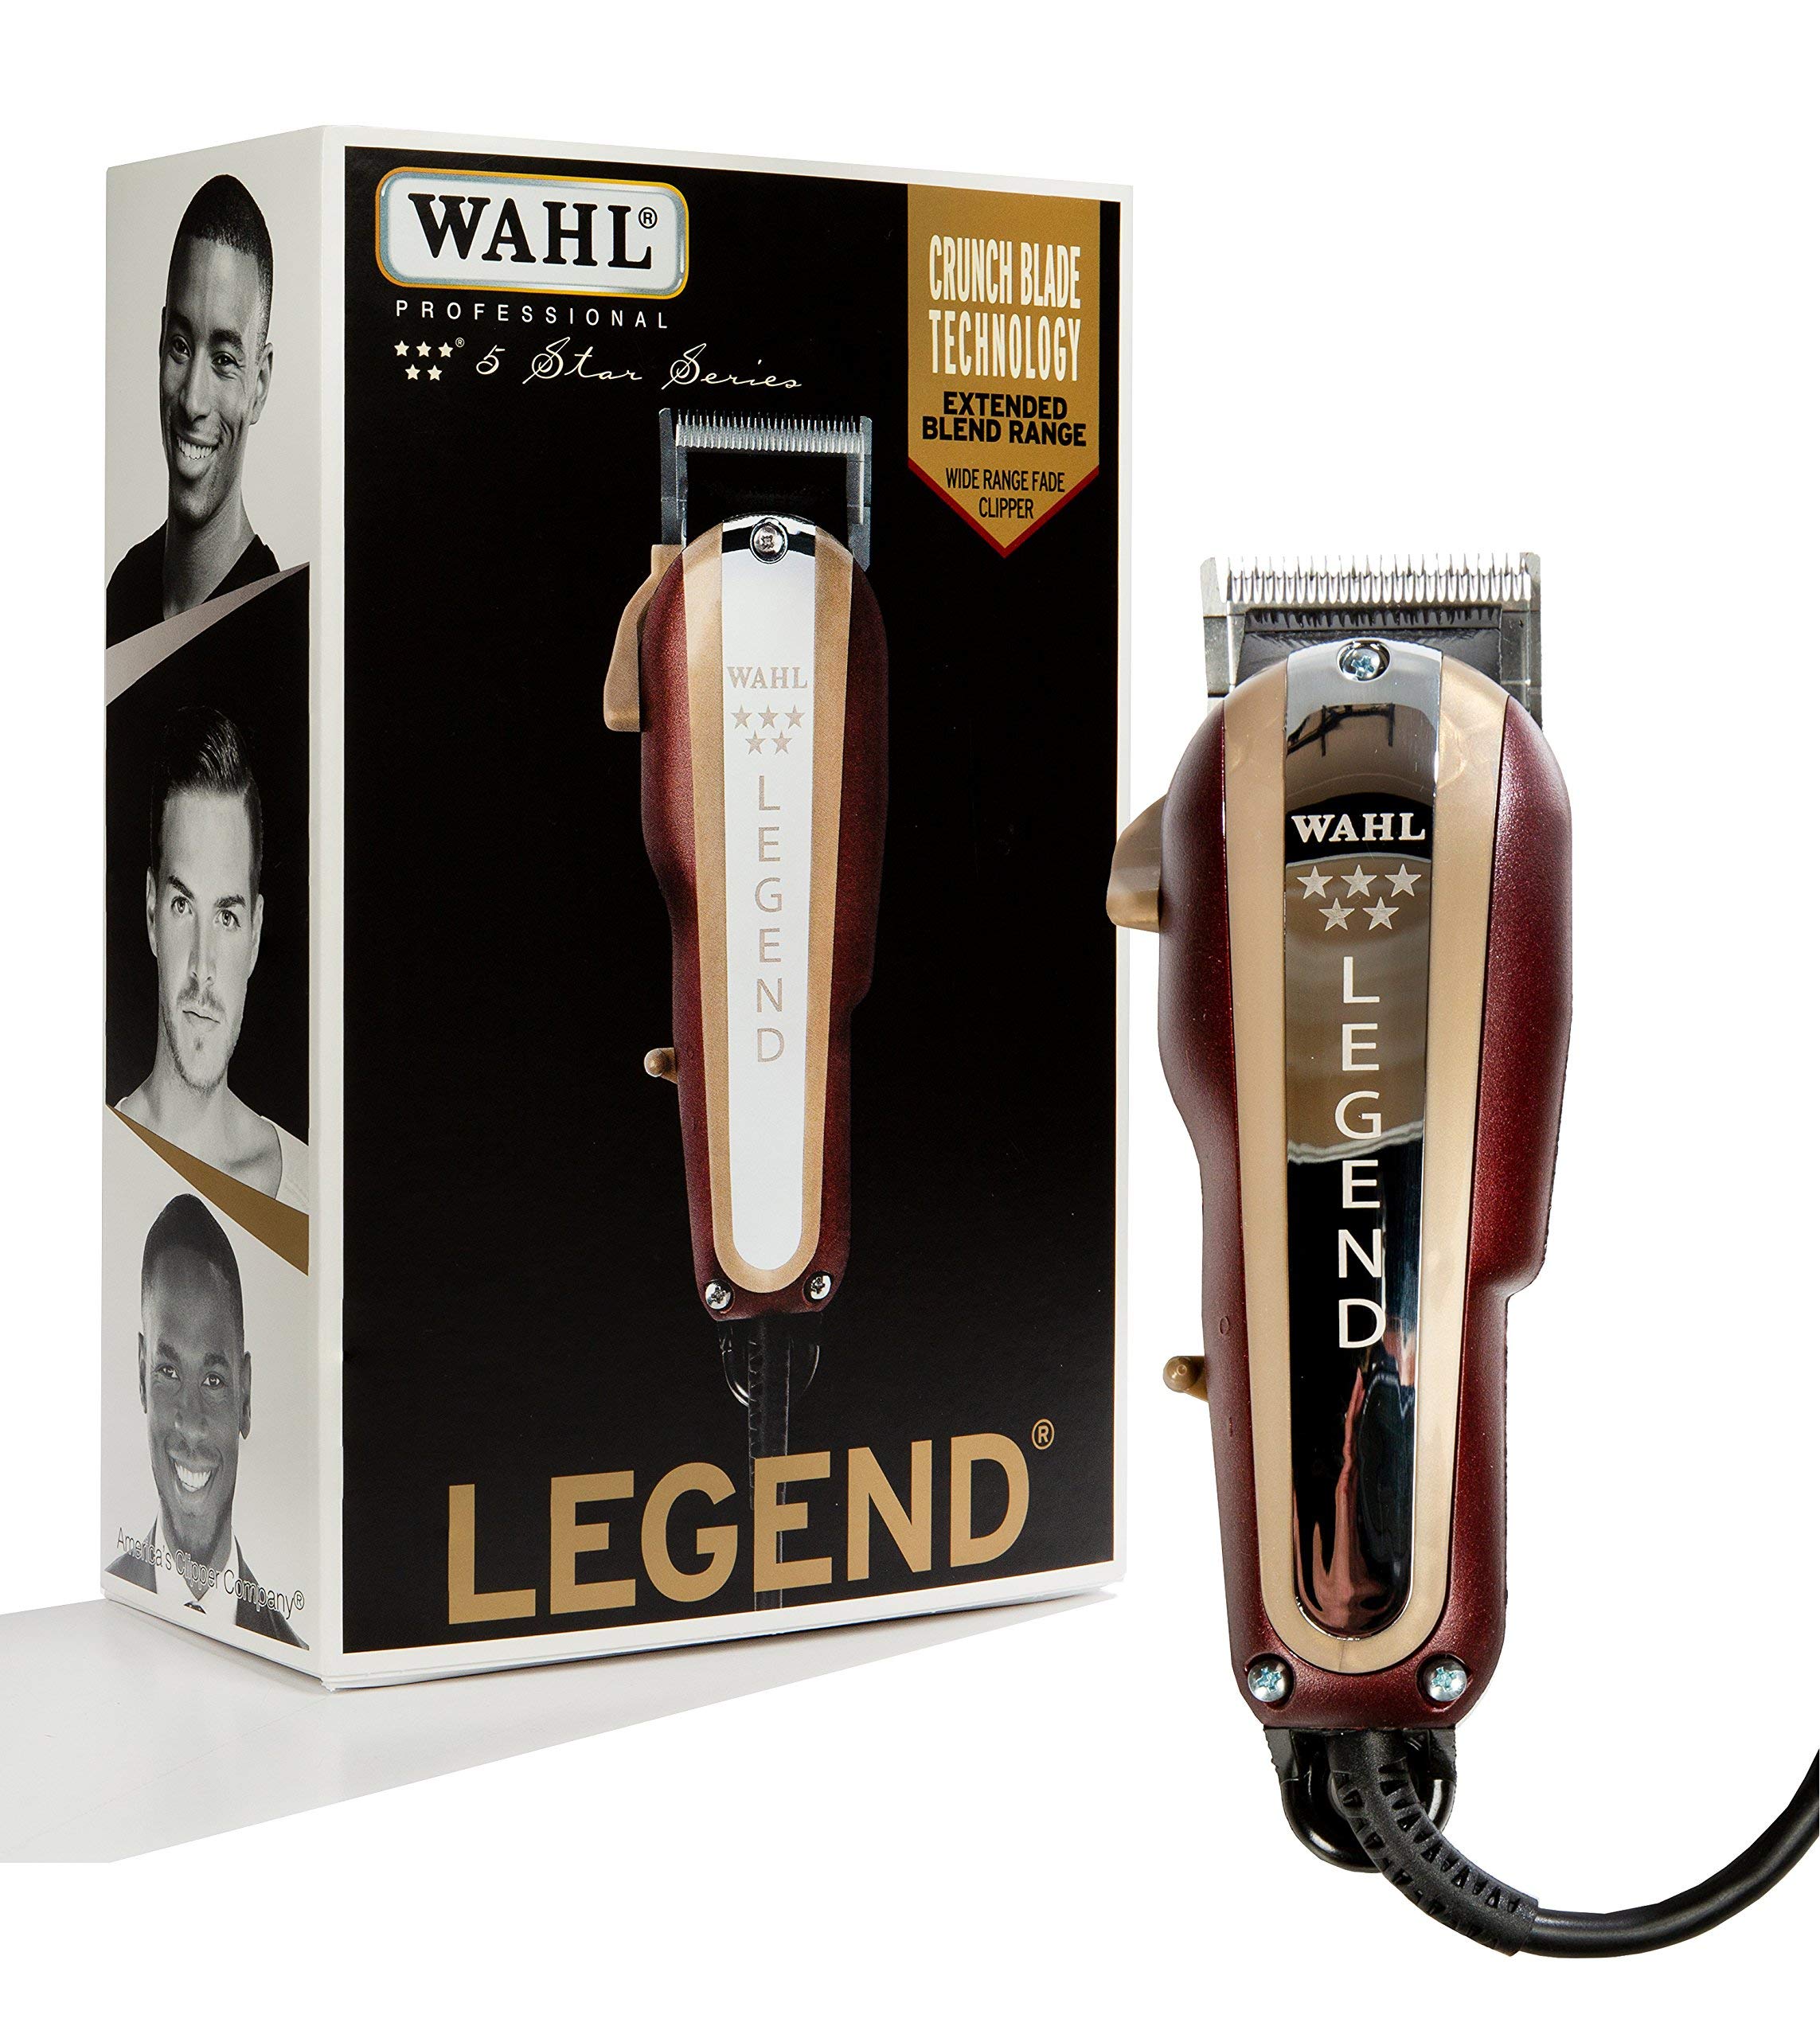 WAHL®
PROFESSIONAL
® 5 Star Series
CRUNCH BLADE
TECHNOLOGY
EXTENDED
BLEND RANGE
WIDE RANGE FADE
CLIPPER
WAHL
LEGEND
LEGEND®
America's Clipper Company®
WAHL
LEGEND